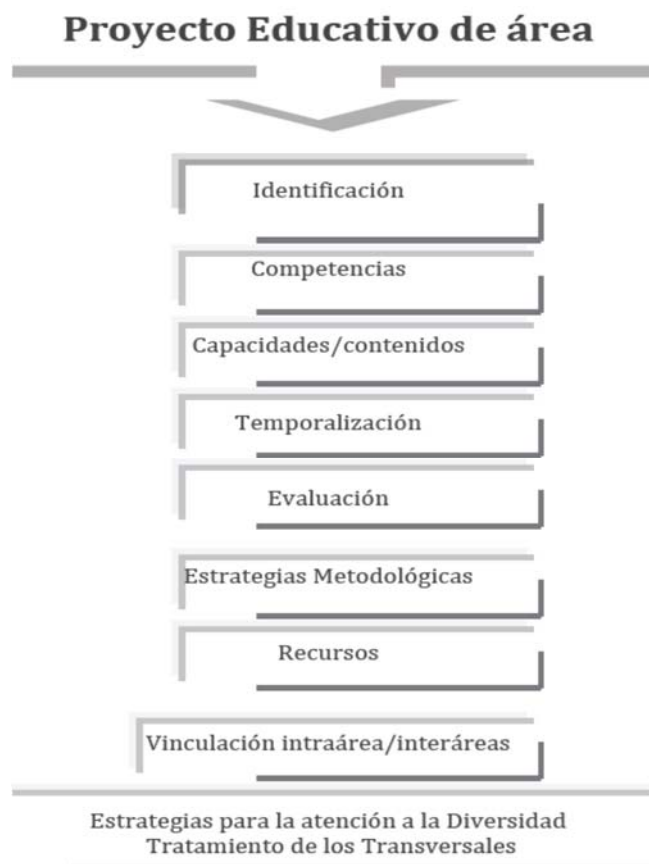 Proyecto Educativo de área
Identificación
Competencias
Capacidades/contenidos
Temporalización
Evaluación
Estrategias Metodológicas
Recursos
Vinculación intraárea/interáreas
Estrategias para la atención a la Diversidad
Tratamiento de los Transversales